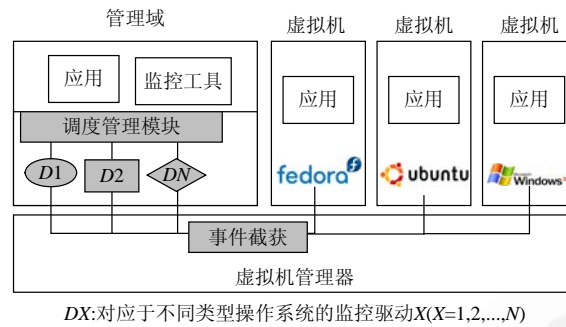 管理域
虚拟机 虚拟机 虚拟机
应用 监控工具 应用 应用 应用
调度管理模块
D1 D2 DN
fedora ubuntu Windows
事件截获
虚拟机管理器
DX:对应于不同类型操作系统的监控驱动X(X=1,2,...,N)